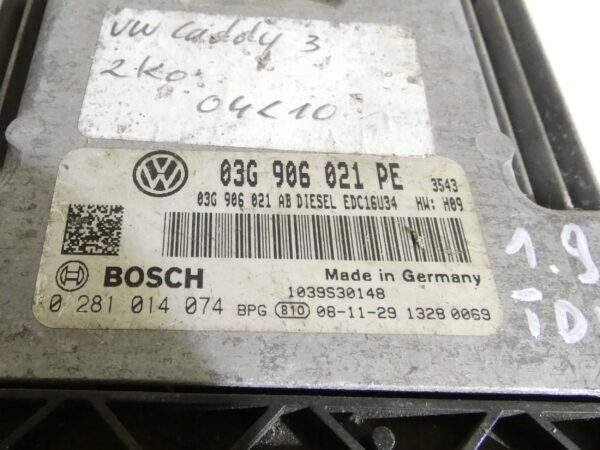 VW Caddy 3
2K0
04-10
03G 906 021 PE 3543
03G 906 021 AB DIESEL EDC16U34 HW: H09
BOSCH
Made in Germany
1039S30148
0 281 014 074 BPG 810 08-11-29 1328 0069
1.9
TD